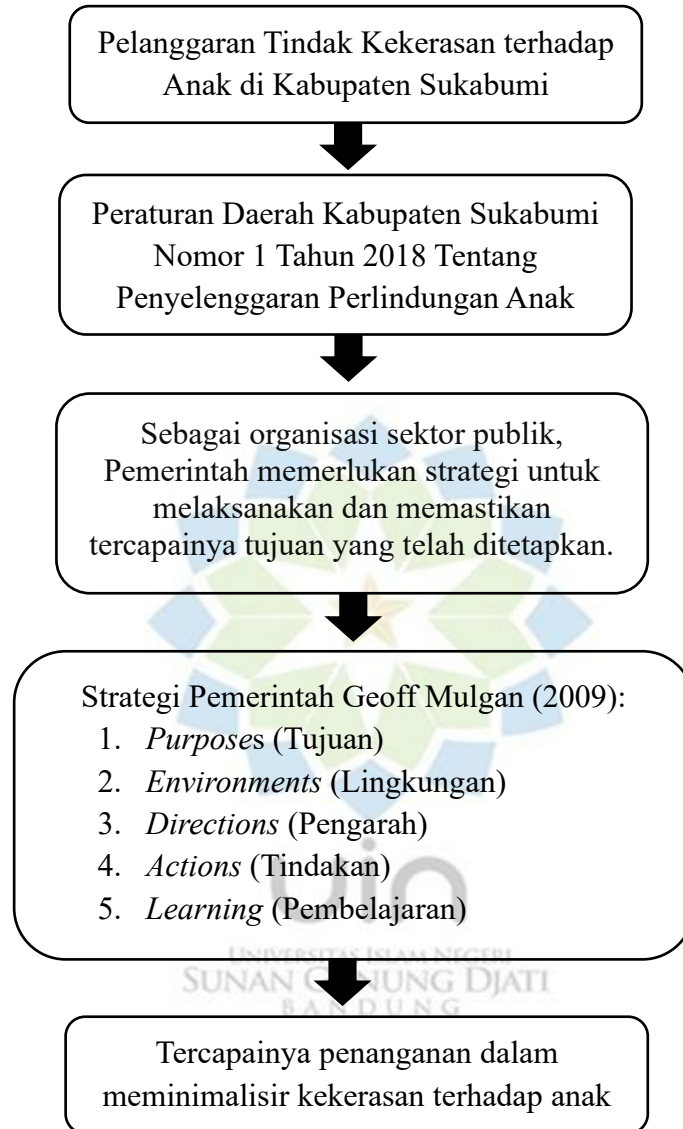 Pelanggaran Tindak Kekerasan terhadap
Anak di Kabupaten Sukabumi
Peraturan Daerah Kabupaten Sukabumi
Nomor 1 Tahun 2018 Tentang
Penyelenggaran Perlindungan Anak
Sebagai organisasi sektor publik,
Pemerintah memerlukan strategi untuk
melaksanakan dan memastikan
tercapainya tujuan yang telah ditetapkan.
Strategi Pemerintah Geoff Mulgan (2009):
1. Purposes (Tujuan)
2. Environments (Lingkungan)
3. Directions (Pengarah)
4. Actions (Tindakan)
5. Learning (Pembelajaran)
uin
UNIVERSITAS ISLAM NEGERI
SUNAN GUNUNG DJATI
BANDUNG
Tercapainya penanganan dalam
meminimalisir kekerasan terhadap anak